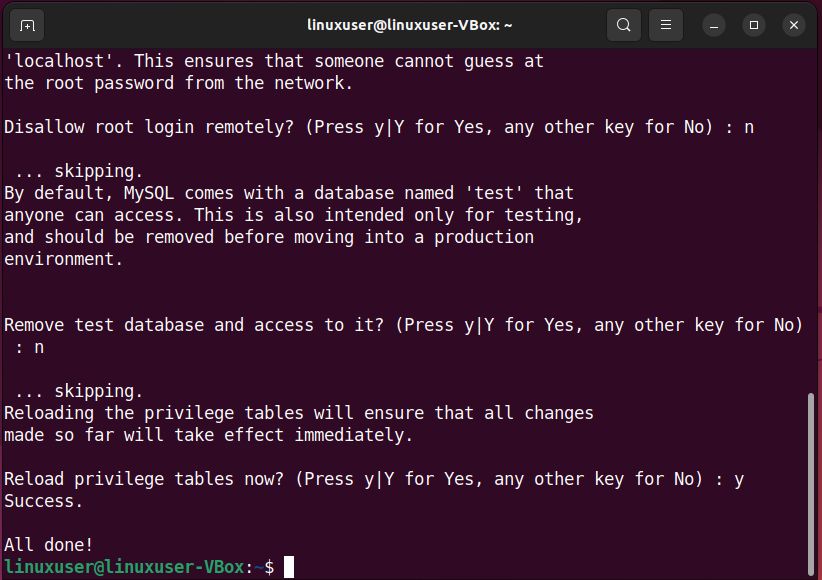 linuxuser@linuxuser-VBox: ~
'localhost'. This ensures that someone cannot guess at
the root password from the network.
Disallow root login remotely? (Press y|Y for Yes, any other key for No) : n
... skipping.
By default, MySQL comes with a database named 'test' that
anyone can access. This is also intended only for testing,
and should be removed before moving into a production
environment.
Remove test database and access to it? (Press y|Y for Yes, any other key for No)
: n
... skipping.
Reloading the privilege tables will ensure that all changes
made so far will take effect immediately.
Reload privilege tables now? (Press y|Y for Yes, any other key for No) : y
Success.
All done!
linuxuser@linuxuser-VBox:~$